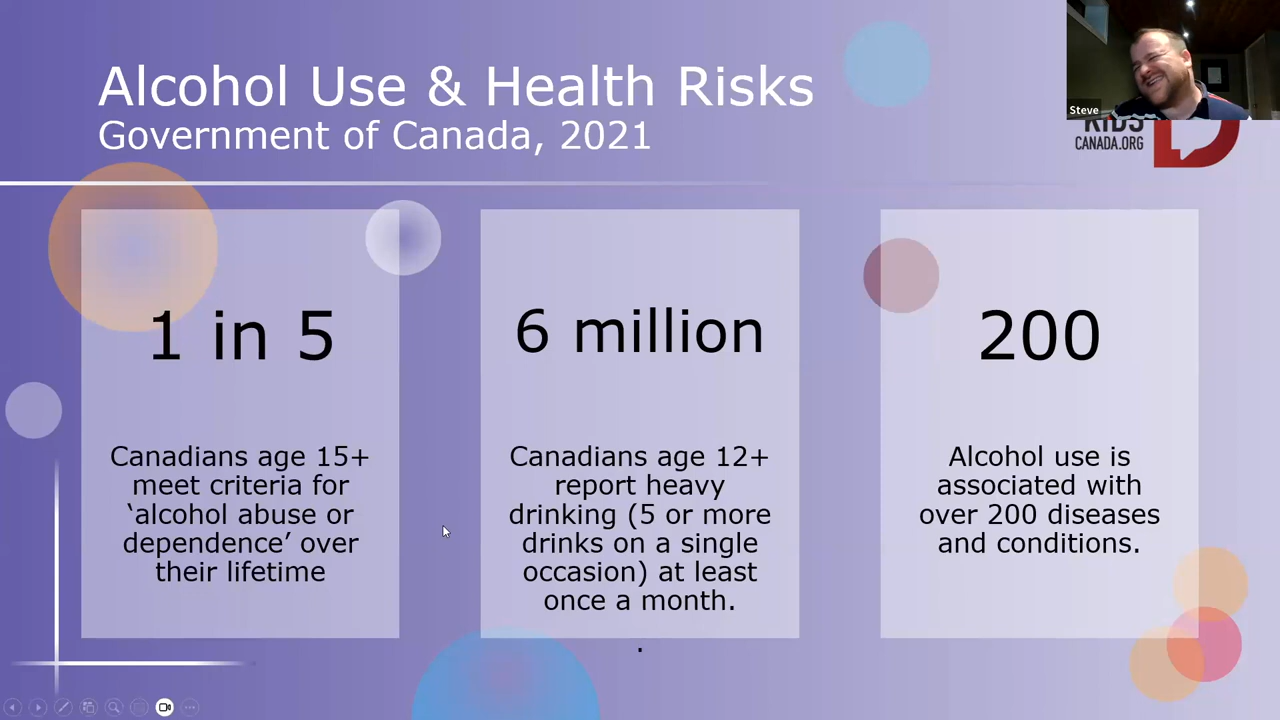 Alcohol Use & Health Risks
Government of Canada, 2021
Steve
KIDS
CANADA.ORG
1 in 5
Canadians age 15+
meet criteria for
‘alcohol abuse or
dependence’ over
their lifetime
6 million
Canadians age 12+
report heavy
drinking (5 or more
drinks on a single
occasion) at least
once a month.
.
200
Alcohol use is
associated with
over 200 diseases
and conditions.